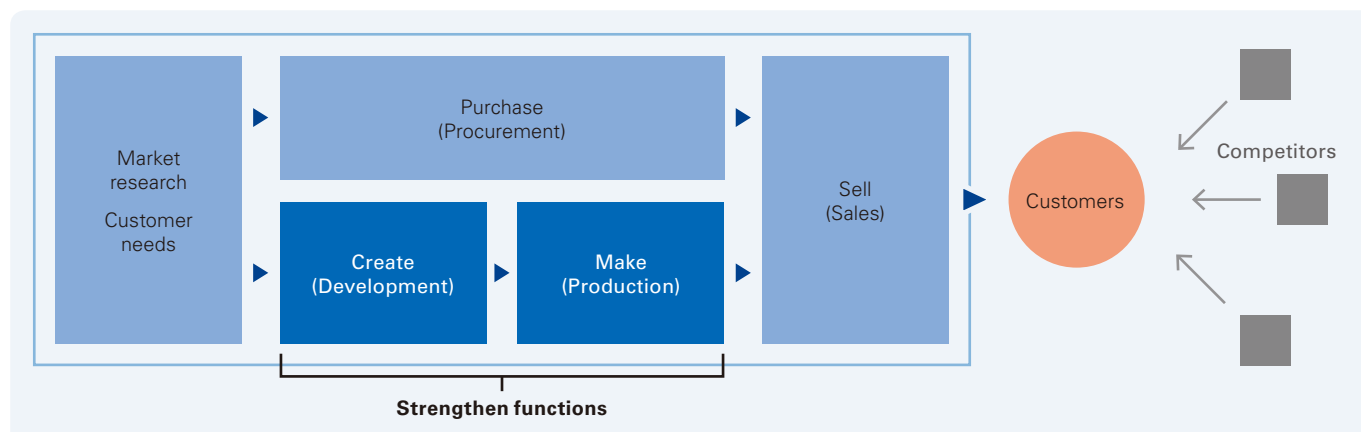 Market
research
Customer
needs
Purchase
(Procurement)
Create
(Development)
Make
(Production)
Strengthen functions
Sell
(Sales)
Customers
Competitors